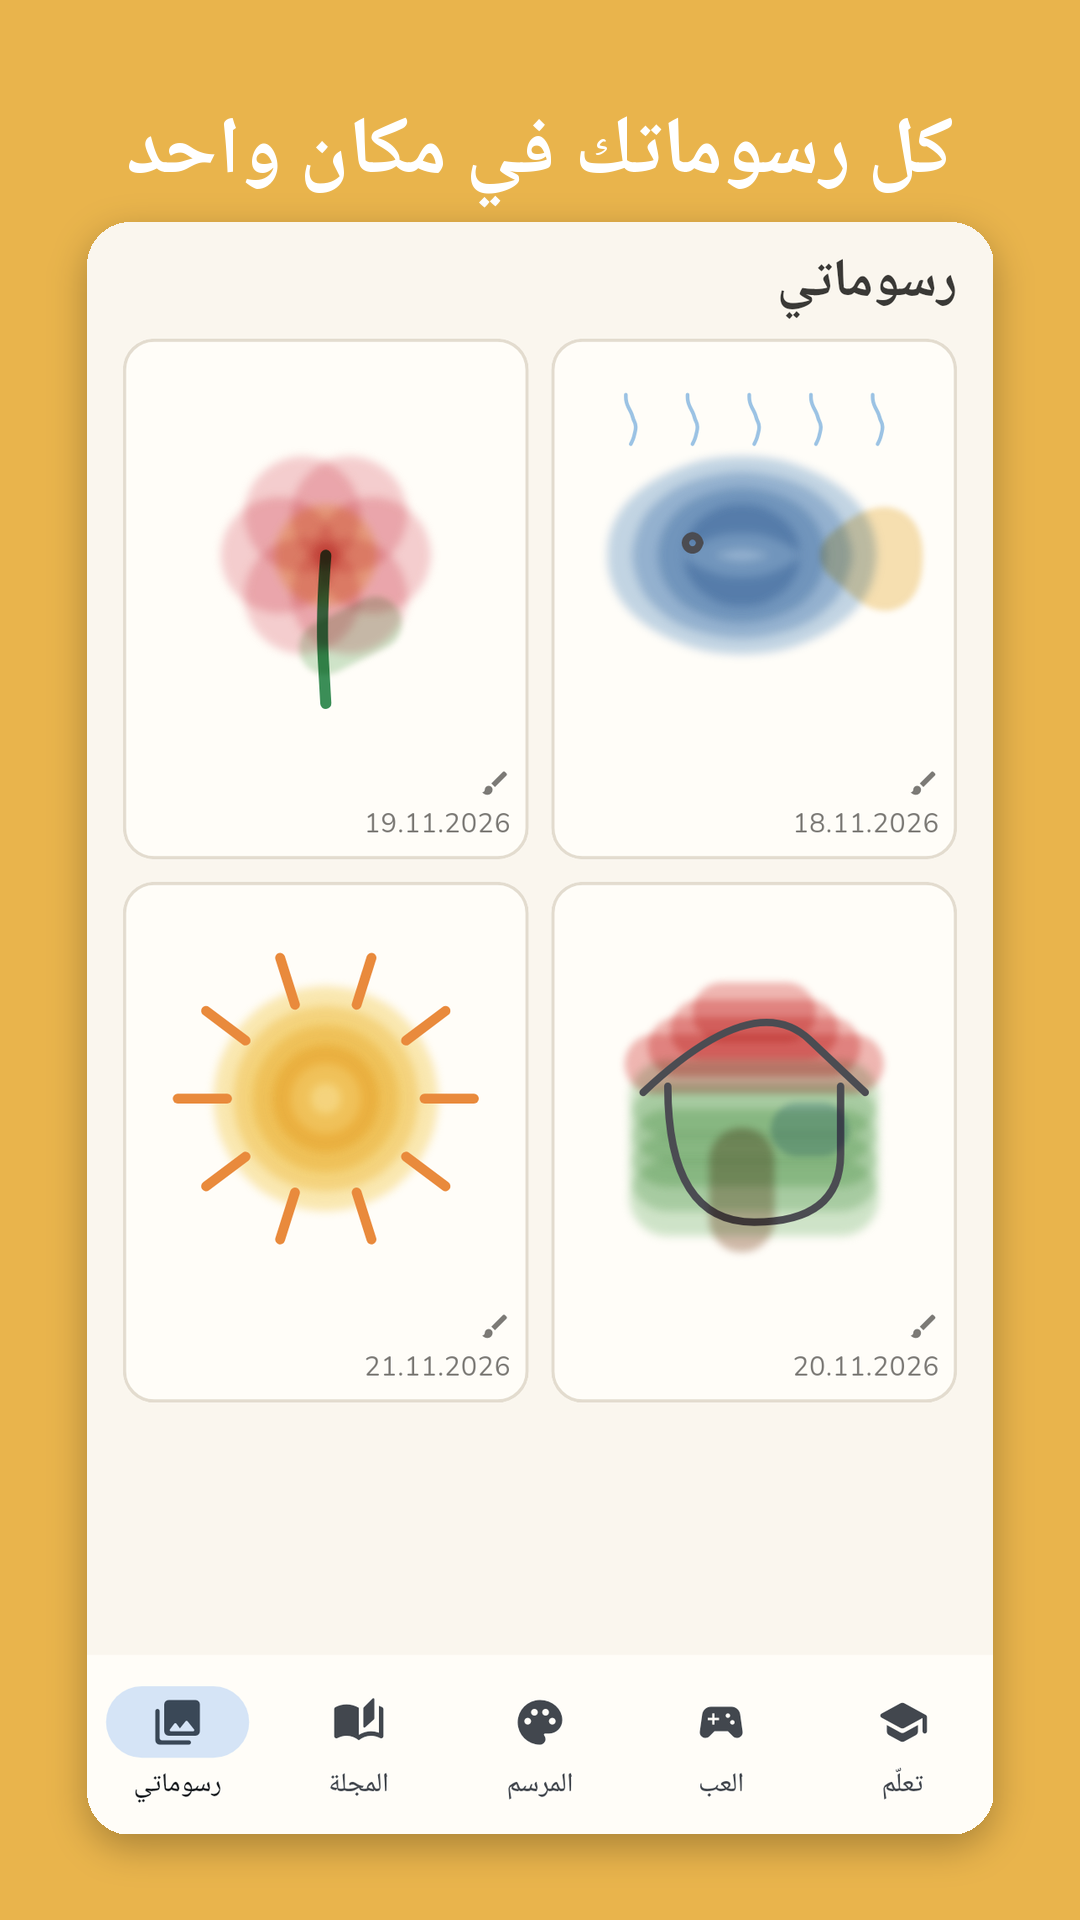 كل رسوماتك في مكان واحد
رسوماتي
18.11.2026
19.11.2026
20.11.2026
21.11.2026
تعلّم
العب
المرسم
المجلة
رسوماتي